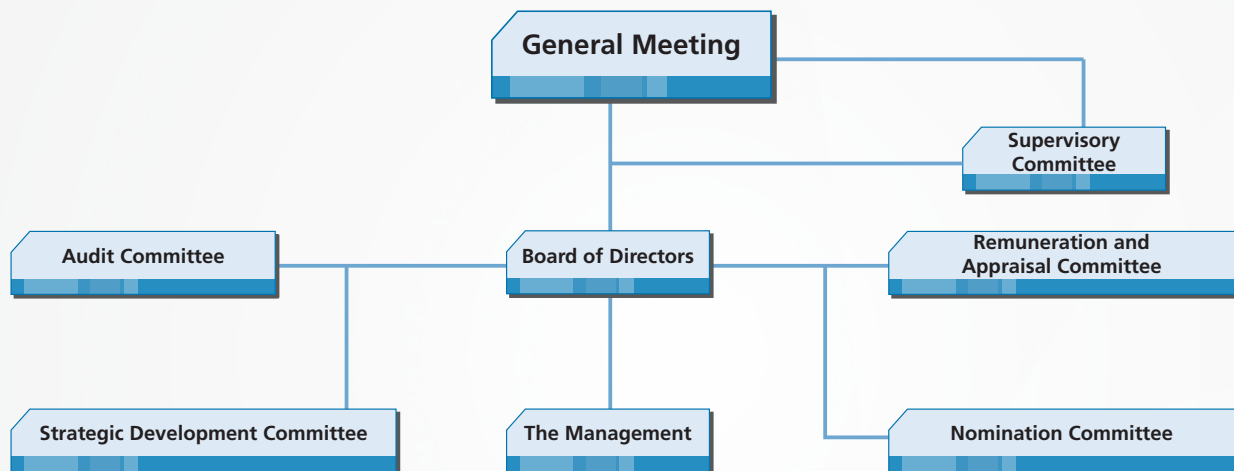 General Meeting
Supervisory
Committee
Audit Committee
Board of Directors
Remuneration and
Appraisal Committee
Strategic Development Committee
The Management
Nomination Committee